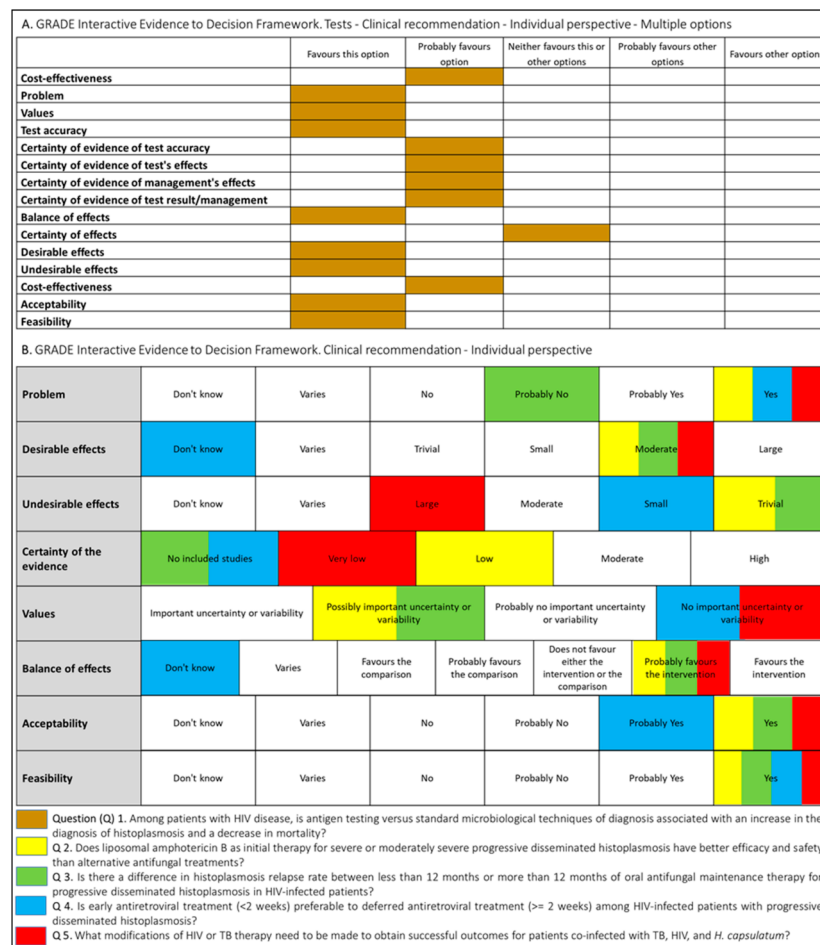 A. GRADE Interactive Evidence to Decision Framework. Tests - Clinical recommendation - Individual perspective - Multiple options
Favours this option
Probably favours option
Neither favours this or other options
Probably favours other options
Favours other option
Cost-effectiveness
Problem
Values
Test accuracy
Certainty of evidence of test accuracy
Certainty of evidence of test's effects
Certainty of evidence of management's effects
Certainty of evidence of test result/management
Balance of effects
Certainty of effects
Desirable effects
Undesirable effects
Cost-effectiveness
Acceptability
Feasibility
B. GRADE Interactive Evidence to Decision Framework. Clinical recommendation - Individual perspective
Problem Don't know Varies No Probably No Probably Yes Yes
Desirable effects Don't know Varies Trivial Small Moderate Large
Undesirable effects Don't know Varies Large Moderate Small Trivial
Certainty of the evidence No included studies Very low Low Moderate High
Values Important uncertainty or variability Possibly important uncertainty or variability Probably no important uncertainty or variability No important uncertainty or variability
Balance of effects Don't know Varies Favours the comparison Probably favours the comparison Does not favour either the intervention or the comparison Probably favours the intervention Favours the intervention
Acceptability Don't know Varies No Probably No Probably Yes Yes
Feasibility Don't know Varies No Probably No Probably Yes Yes
Question (Q) 1. Among patients with HIV disease, is antigen testing versus standard microbiological techniques of diagnosis associated with an increase in the
diagnosis of histoplasmosis and a decrease in mortality?
Q 2. Does liposomal amphotericin B as initial therapy for severe or moderately severe progressive disseminated histoplasmosis have better efficacy and safety
than alternative antifungal treatments?
Q 3. Is there a difference in histoplasmosis relapse rate between less than 12 months or more than 12 months of oral antifungal maintenance therapy for
progressive disseminated histoplasmosis in HIV-infected patients?
Q 4. Is early antiretroviral treatment (<2 weeks) preferable to deferred antiretroviral treatment (>= 2 weeks) among HIV-infected patients with progressive
disseminated histoplasmosis?
Q 5. What modifications of HIV or TB therapy need to be made to obtain successful outcomes for patients co-infected with TB, HIV, and H. capsulatum?